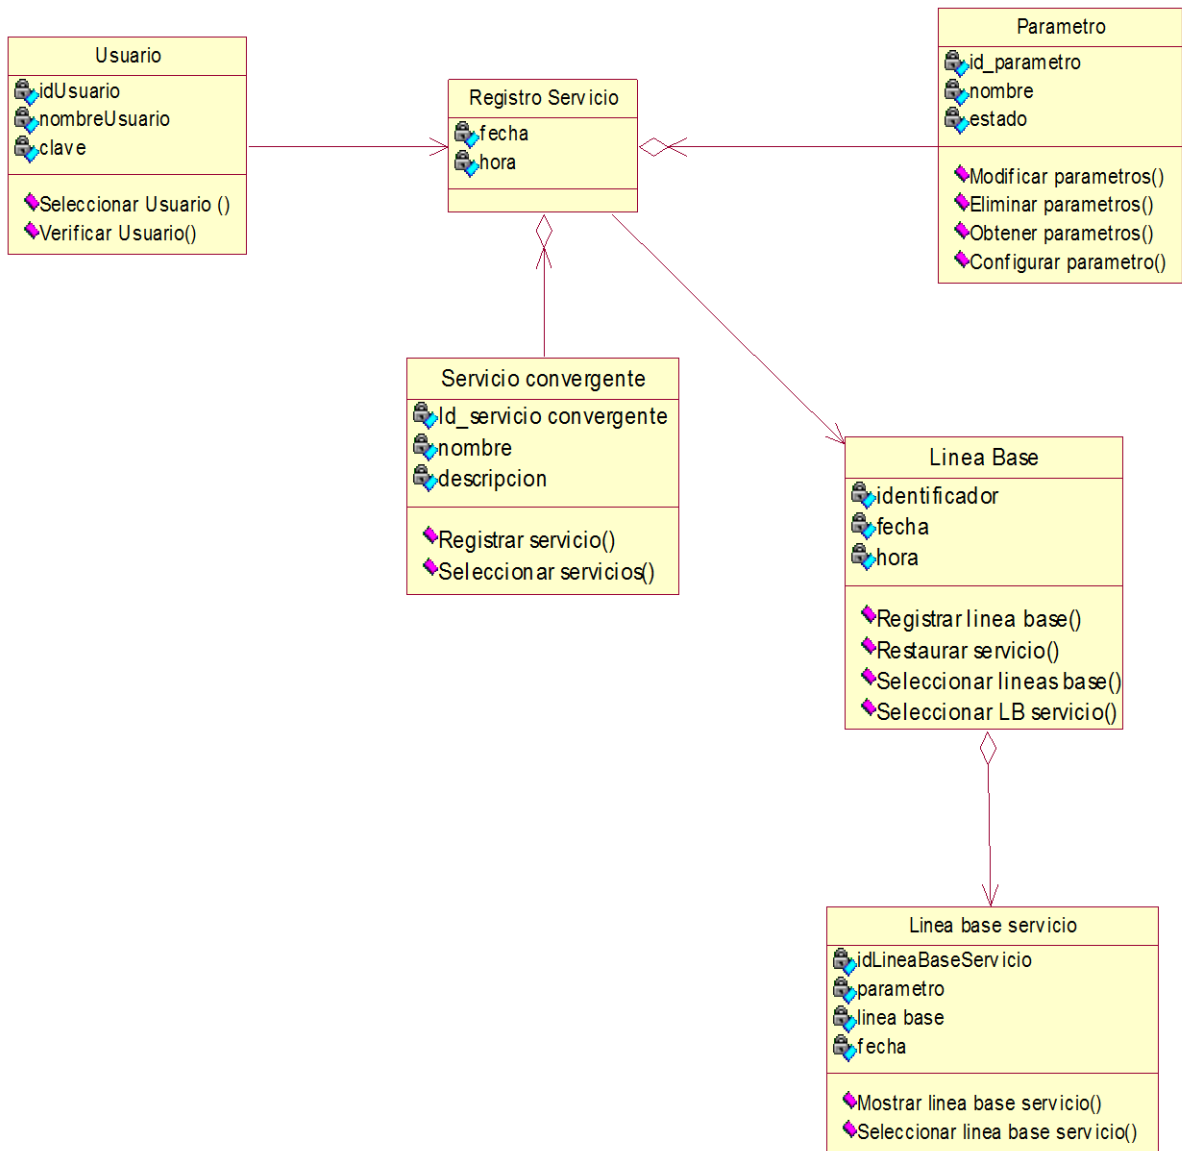 Usuario
idUsuario
nombreUsuario
clave
Seleccionar Usuario ()
Verificar Usuario()
Registro Servicio
fecha
hora
Parametro
id_parametro
nombre
estado
Modificar parametros()
Eliminar parametros()
Obtener parametros()
Configurar parametro()
Servicio convergente
Id_servicio convergente
nombre
descripcion
Registrar servicio()
Seleccionar servicios()
Linea Base
identificador
fecha
hora
Registrar linea base()
Restaurar servicio()
Seleccionar lineas base()
Seleccionar LB servicio()
Linea base servicio
idLineaBaseServicio
parametro
linea base
fecha
Mostrar linea base servicio()
Seleccionar linea base servicio()